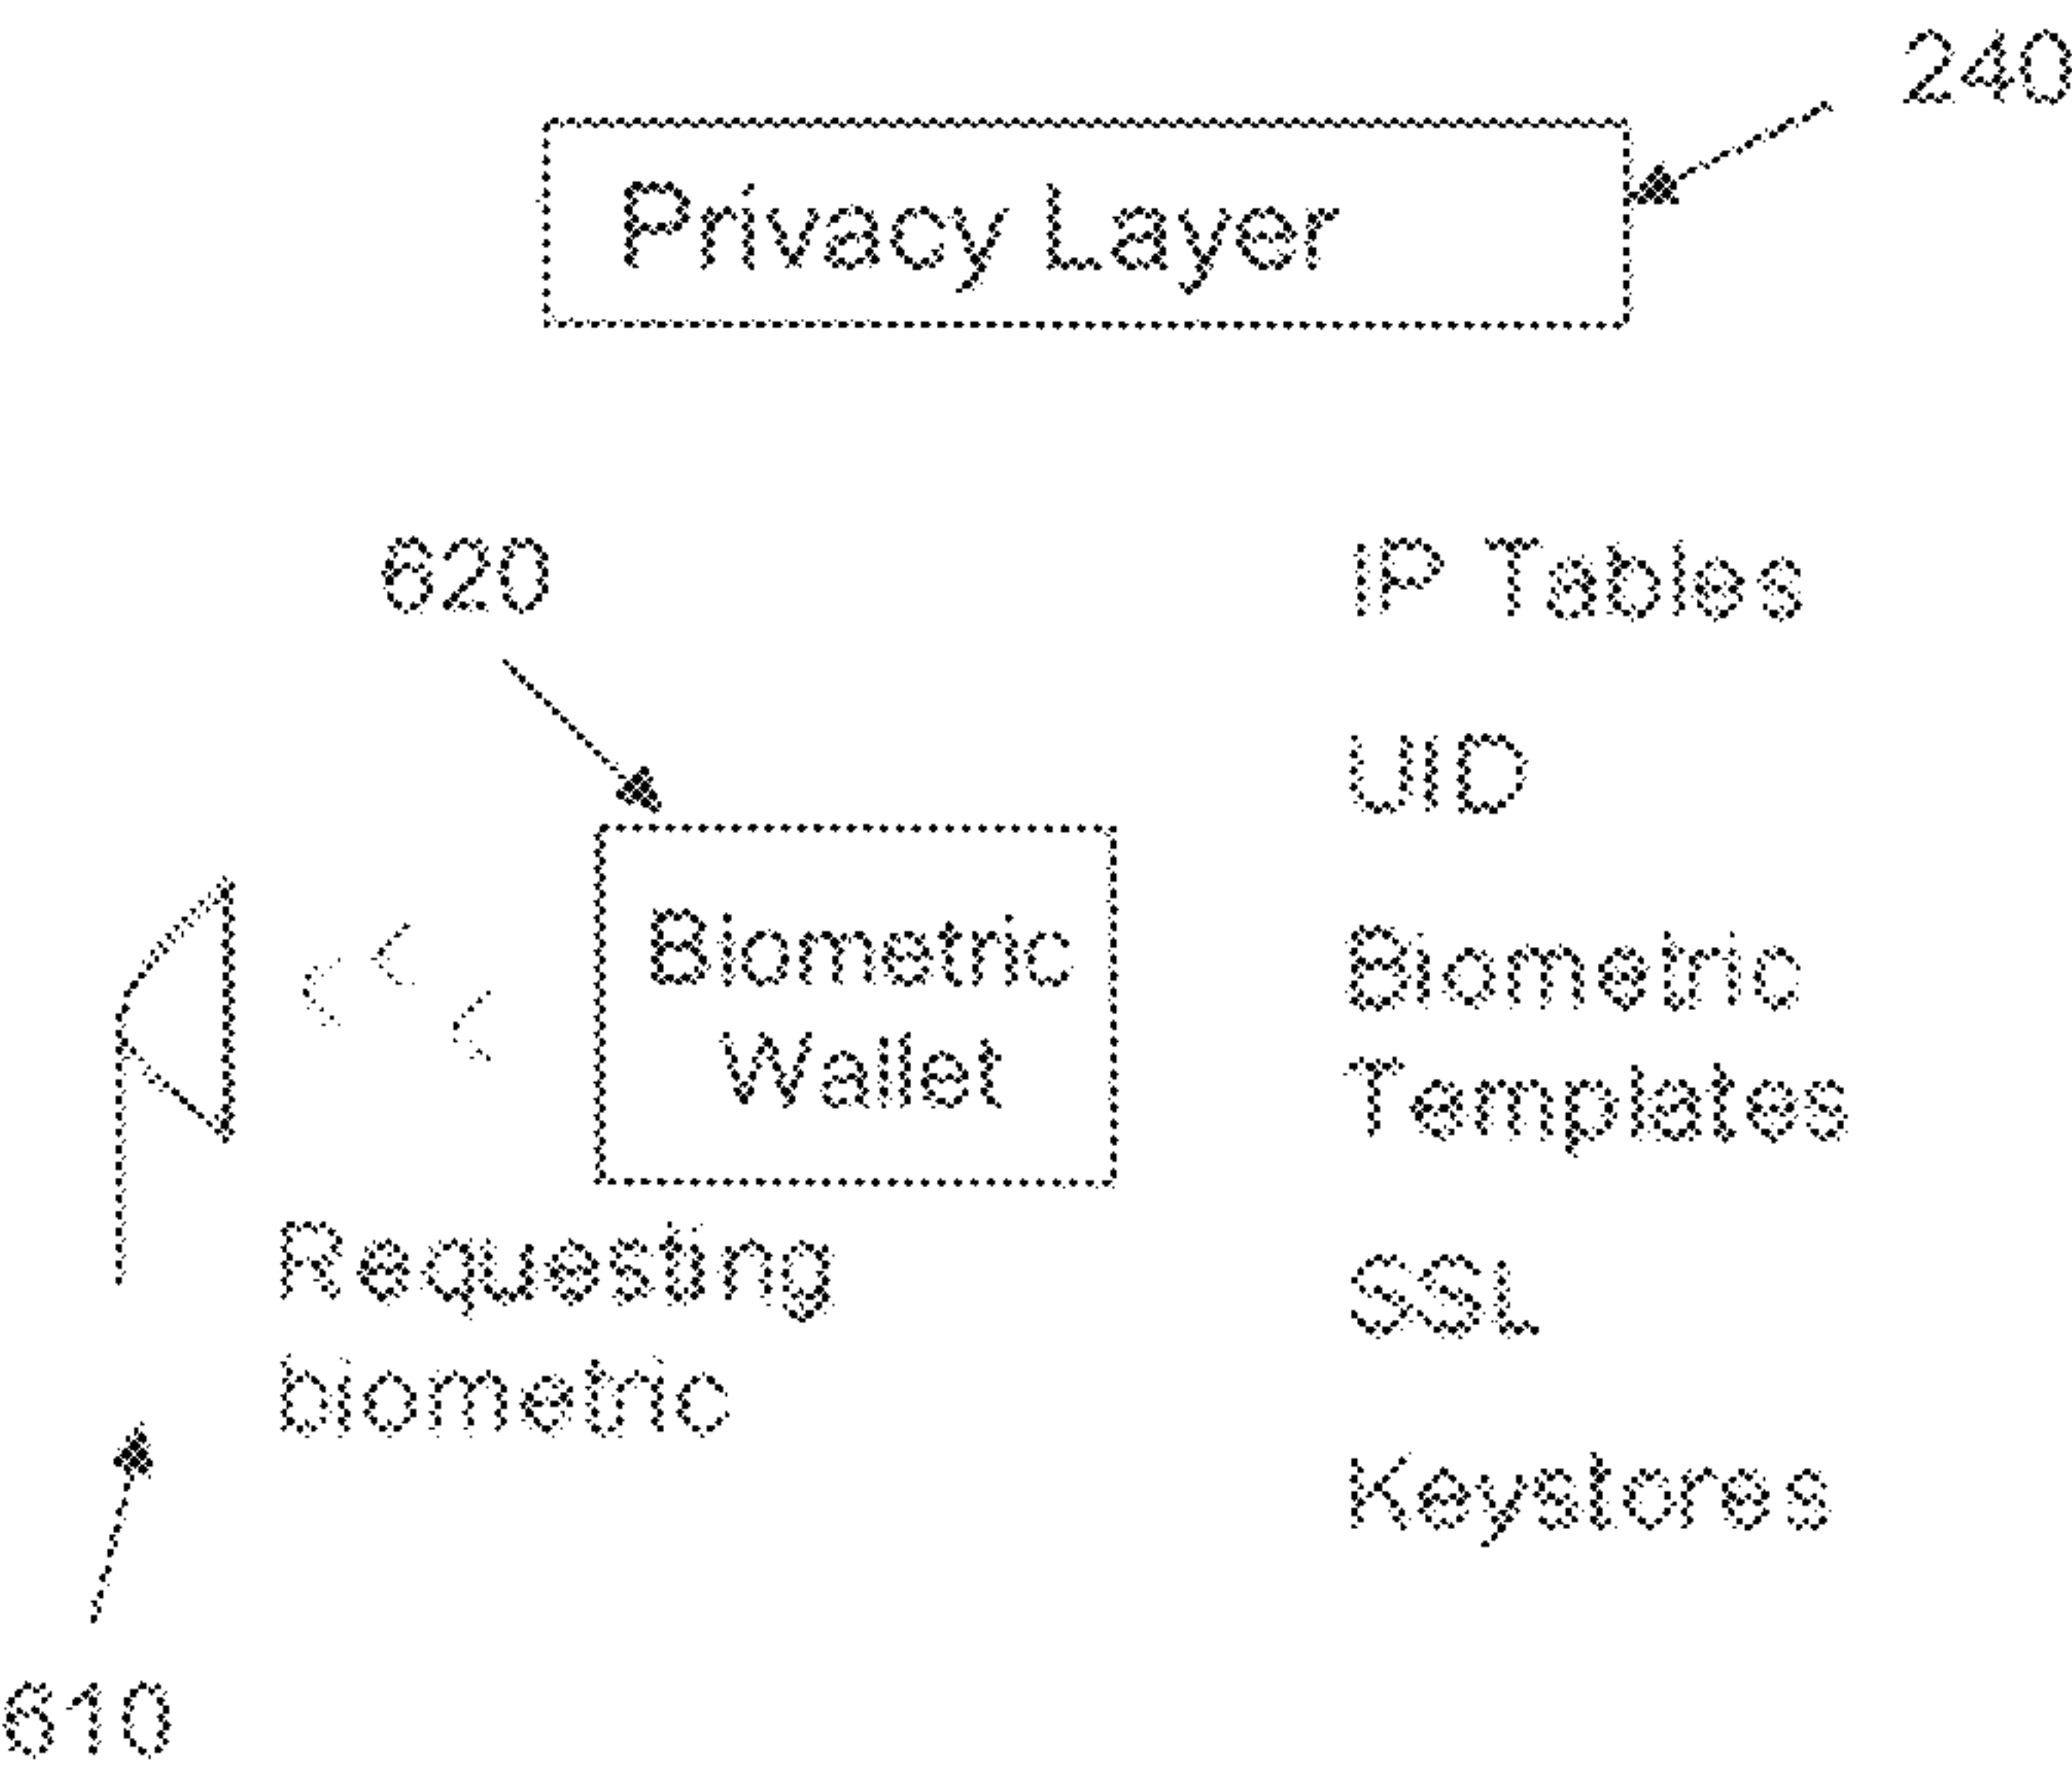 240
Privacy Layer
620
IP Tables
UID
Biometric
Wallet
Biometric
Templates
Requesting
biometric
SSL
Keystores
610